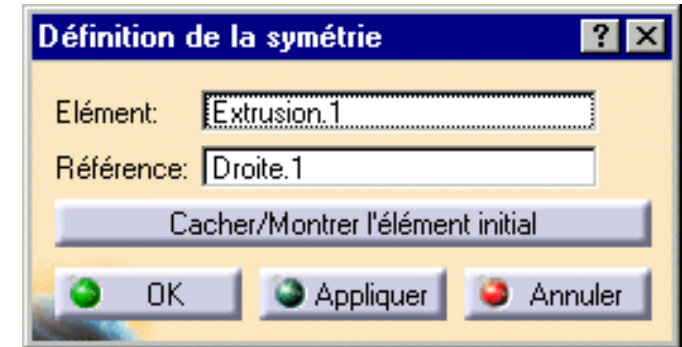 Définition de la symétrie ? X
Elément: Extrusion.1
Référence: Droite.1
Cacher/Montrer l'élément initial
OK Appliquer Annuler